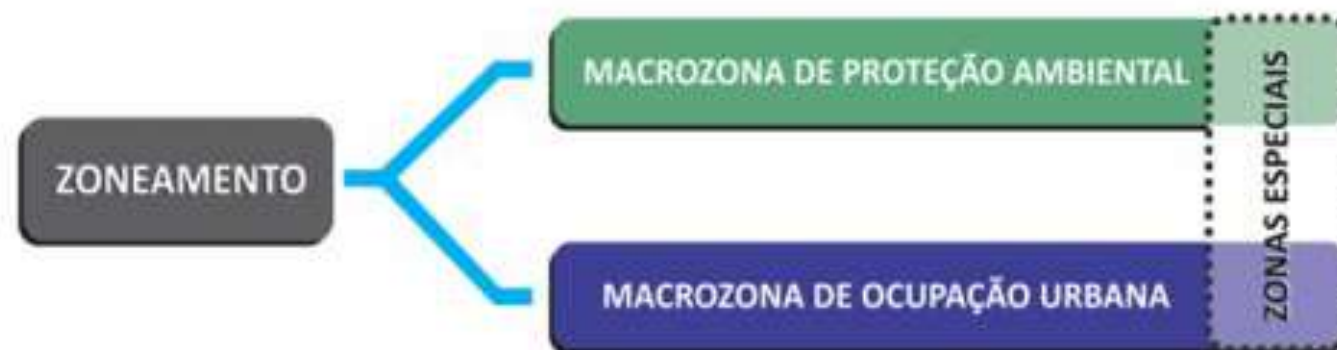 MACROZONA DE PROTEÇÃO AMBIENTAL
ZONEAMENTO
MACROZONA DE OCUPAÇÃO URBANA
ZONAS ESPECIAIS